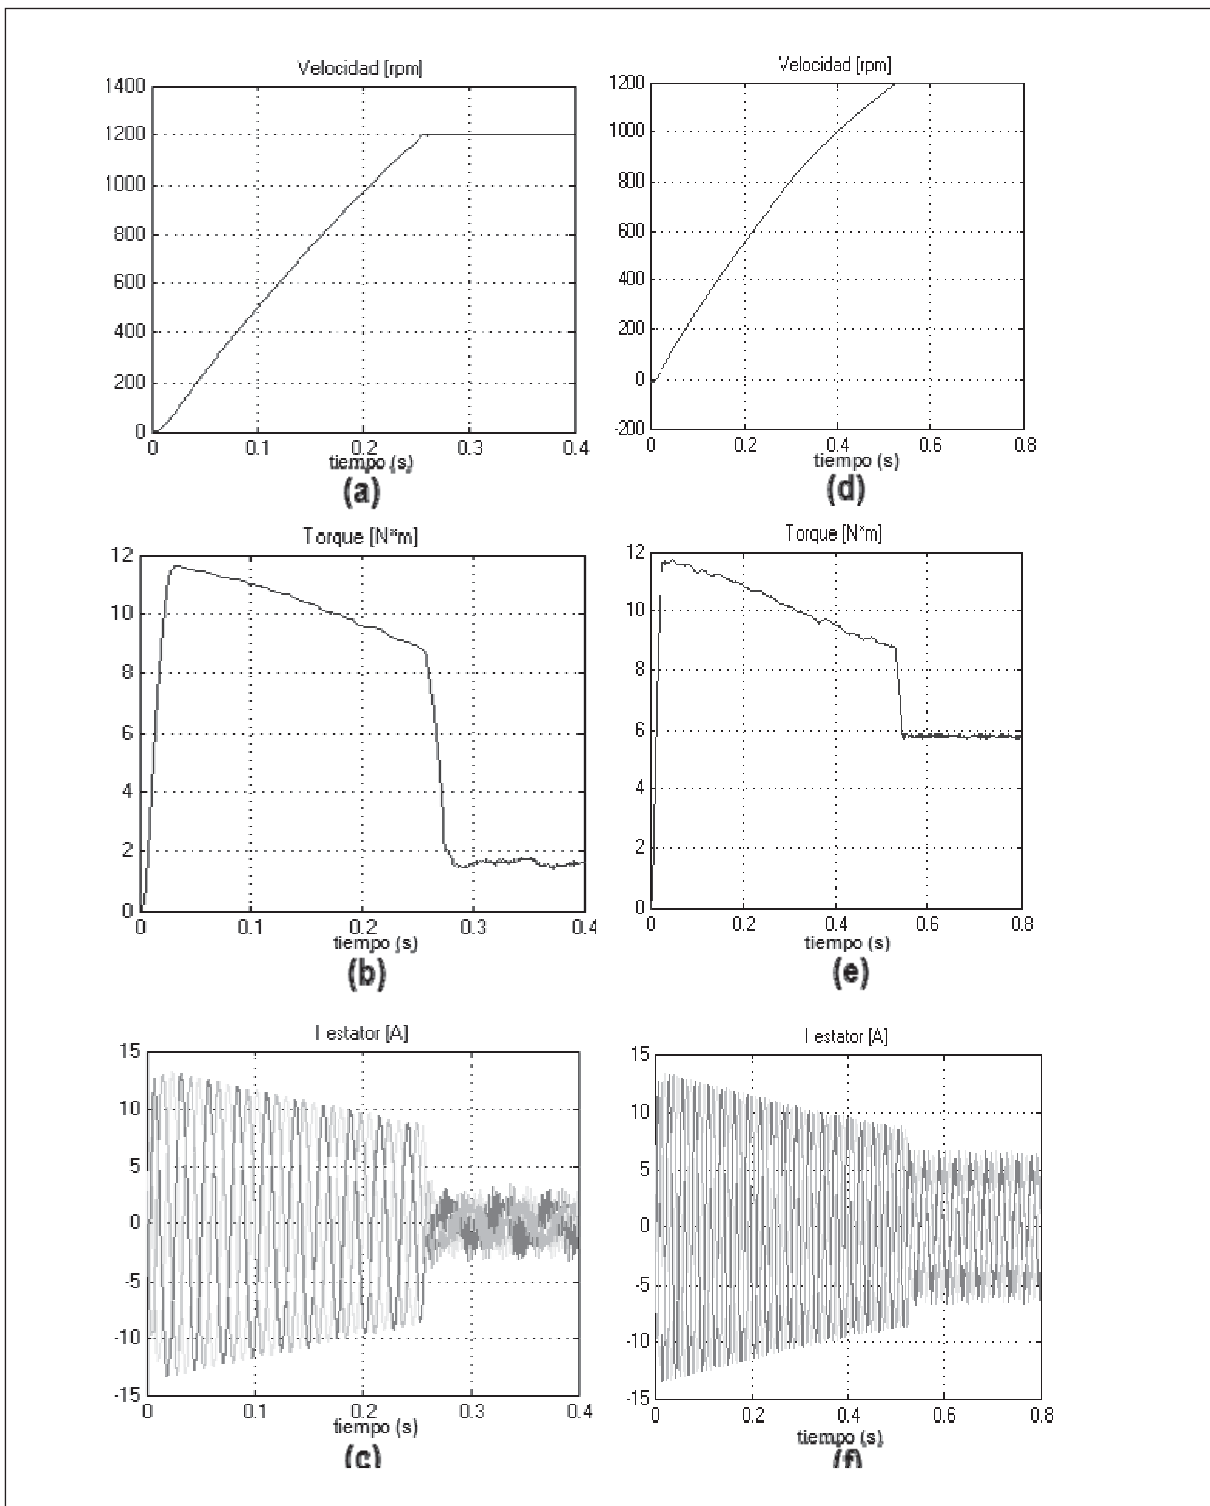 Velocidad [rpm]
1400
1200
1000
800
600
400
200
0
0 0.1 0.2 0.3 0.4
tiempo (s)
(a)
Velocidad [rpm]
1200
1000
800
600
400
200
0
-200
0 0.2 0.4 0.6 0.8
tiempo (s)
(d)
Torque [N*m]
12
10
8
6
4
2
0
0 0.1 0.2 0.3 0.4
tiempo (s)
(b)
Torque [N*m]
12
10
8
6
4
2
0
0 0.2 0.4 0.6 0.8
tiempo (s)
(e)
I estator [A]
15
10
5
0
-5
-10
-15
0 0.1 0.2 0.3 0.4
tiempo (s)
(c)
I estator [A]
15
10
5
0
-5
-10
-15
0 0.2 0.4 0.6 0.8
tiempo (s)
(f)